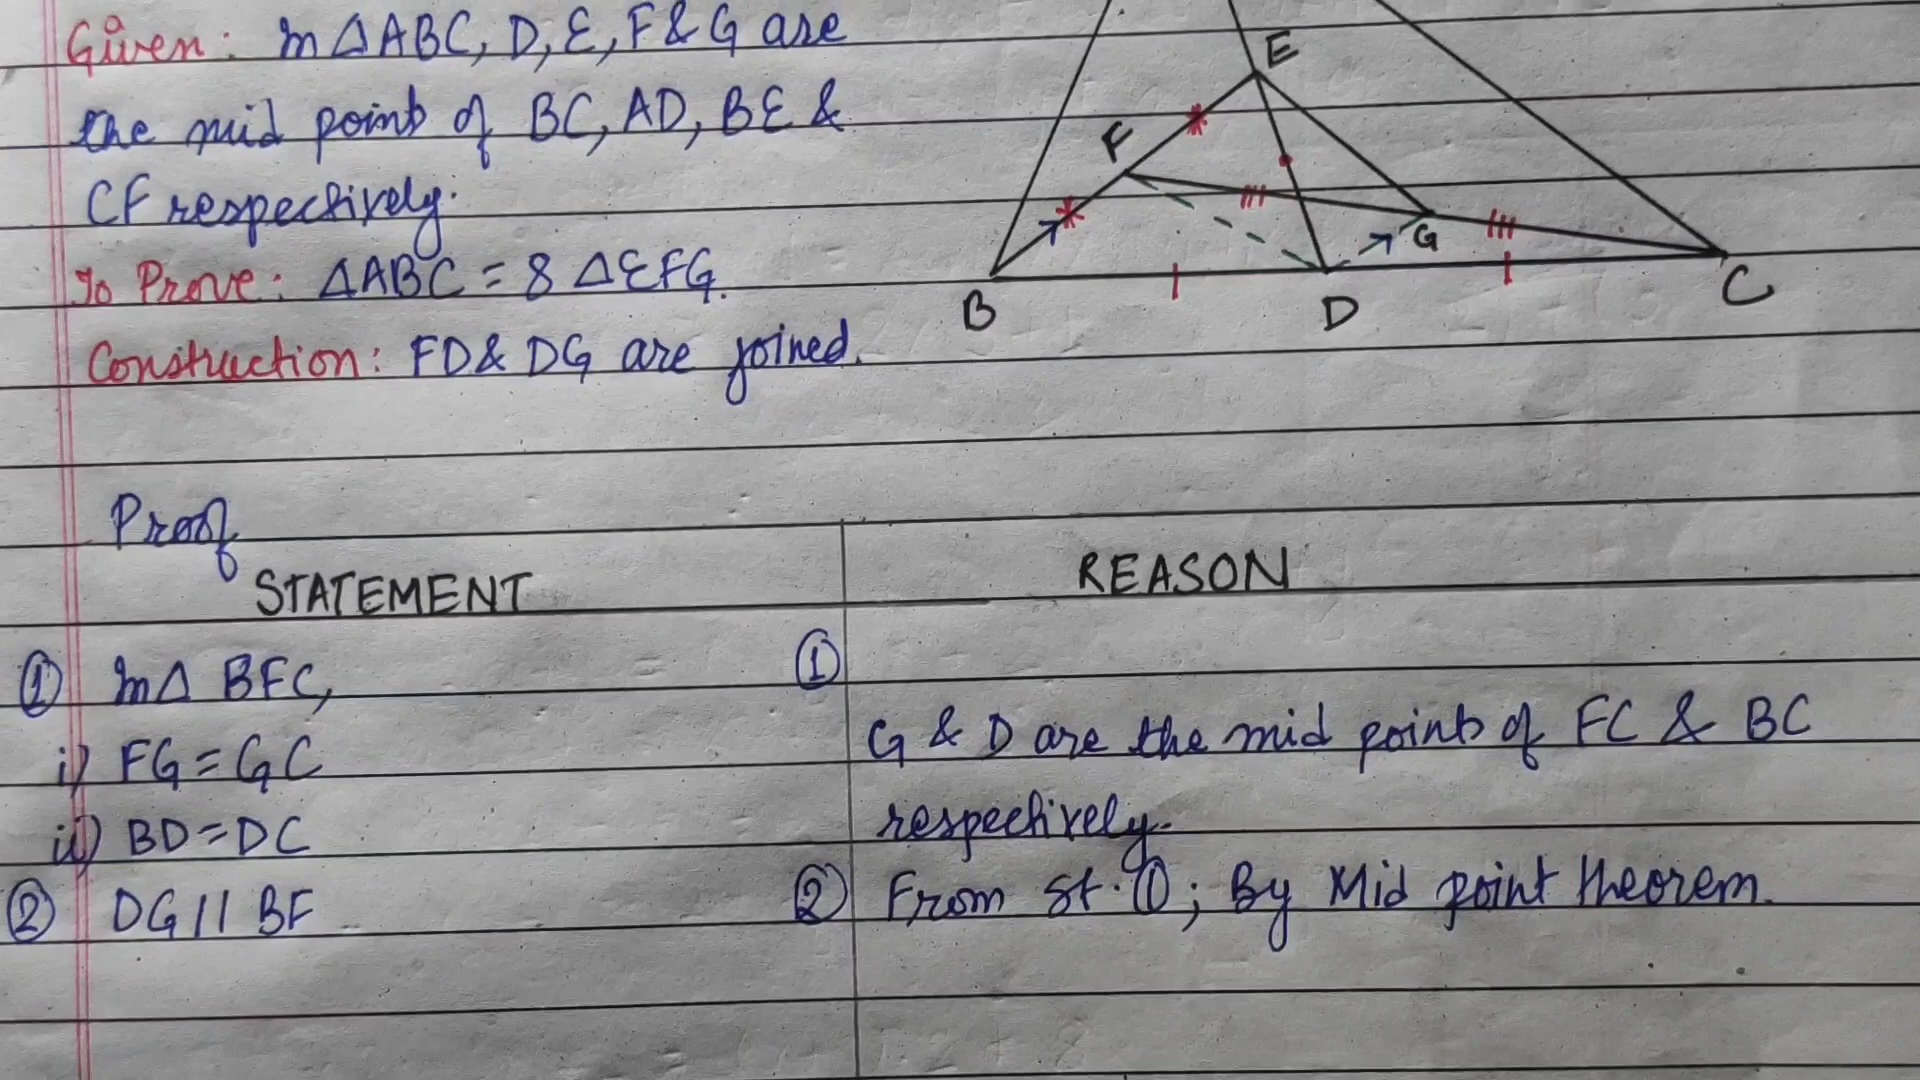 Given: In △ABC, D, E, F & G are
the mid points of BC, AD, BE &
CF respectively.
To Prove: △ABC = 8 △EFG.
Construction: FD & DG are joined.
E
F
G
B
D
C
Proof
STATEMENT
REASON
① In △ BFC,
①
i) FG = GC
G & D are the mid points of FC & BC
ii) BD = DC
respectively.
② DG // BF
② From St. ①; By Mid point theorem.